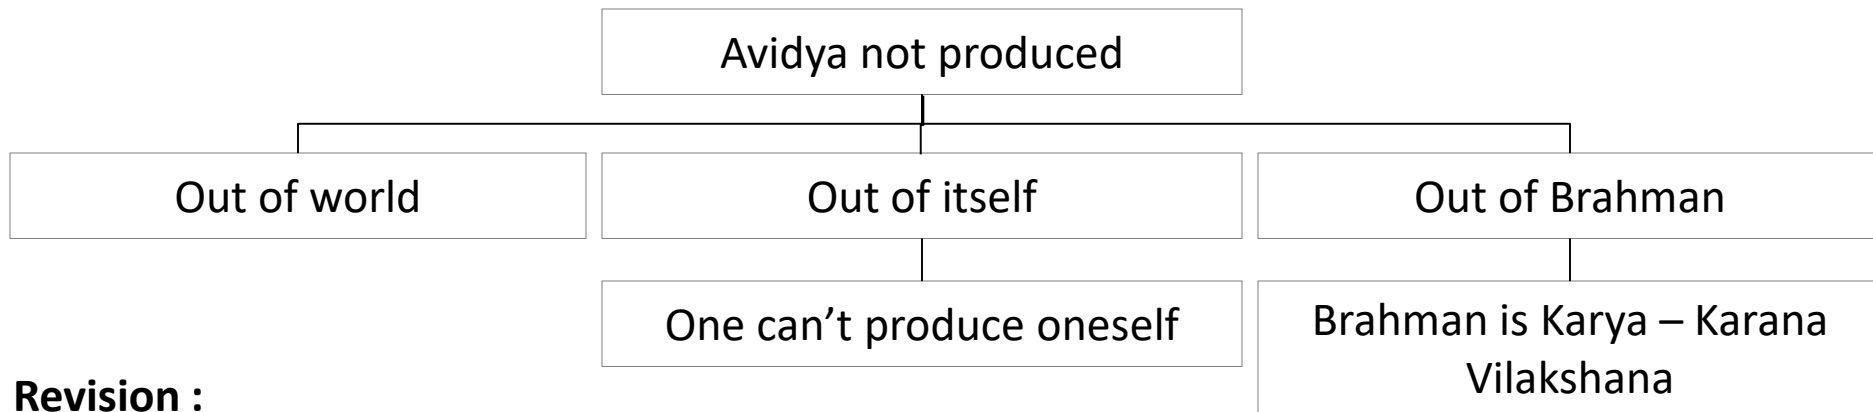 Avidya not produced
Out of world
Out of itself
Out of Brahman
One can’t produce oneself
Brahman is Karya – Karana
Vilakshana
Revision :